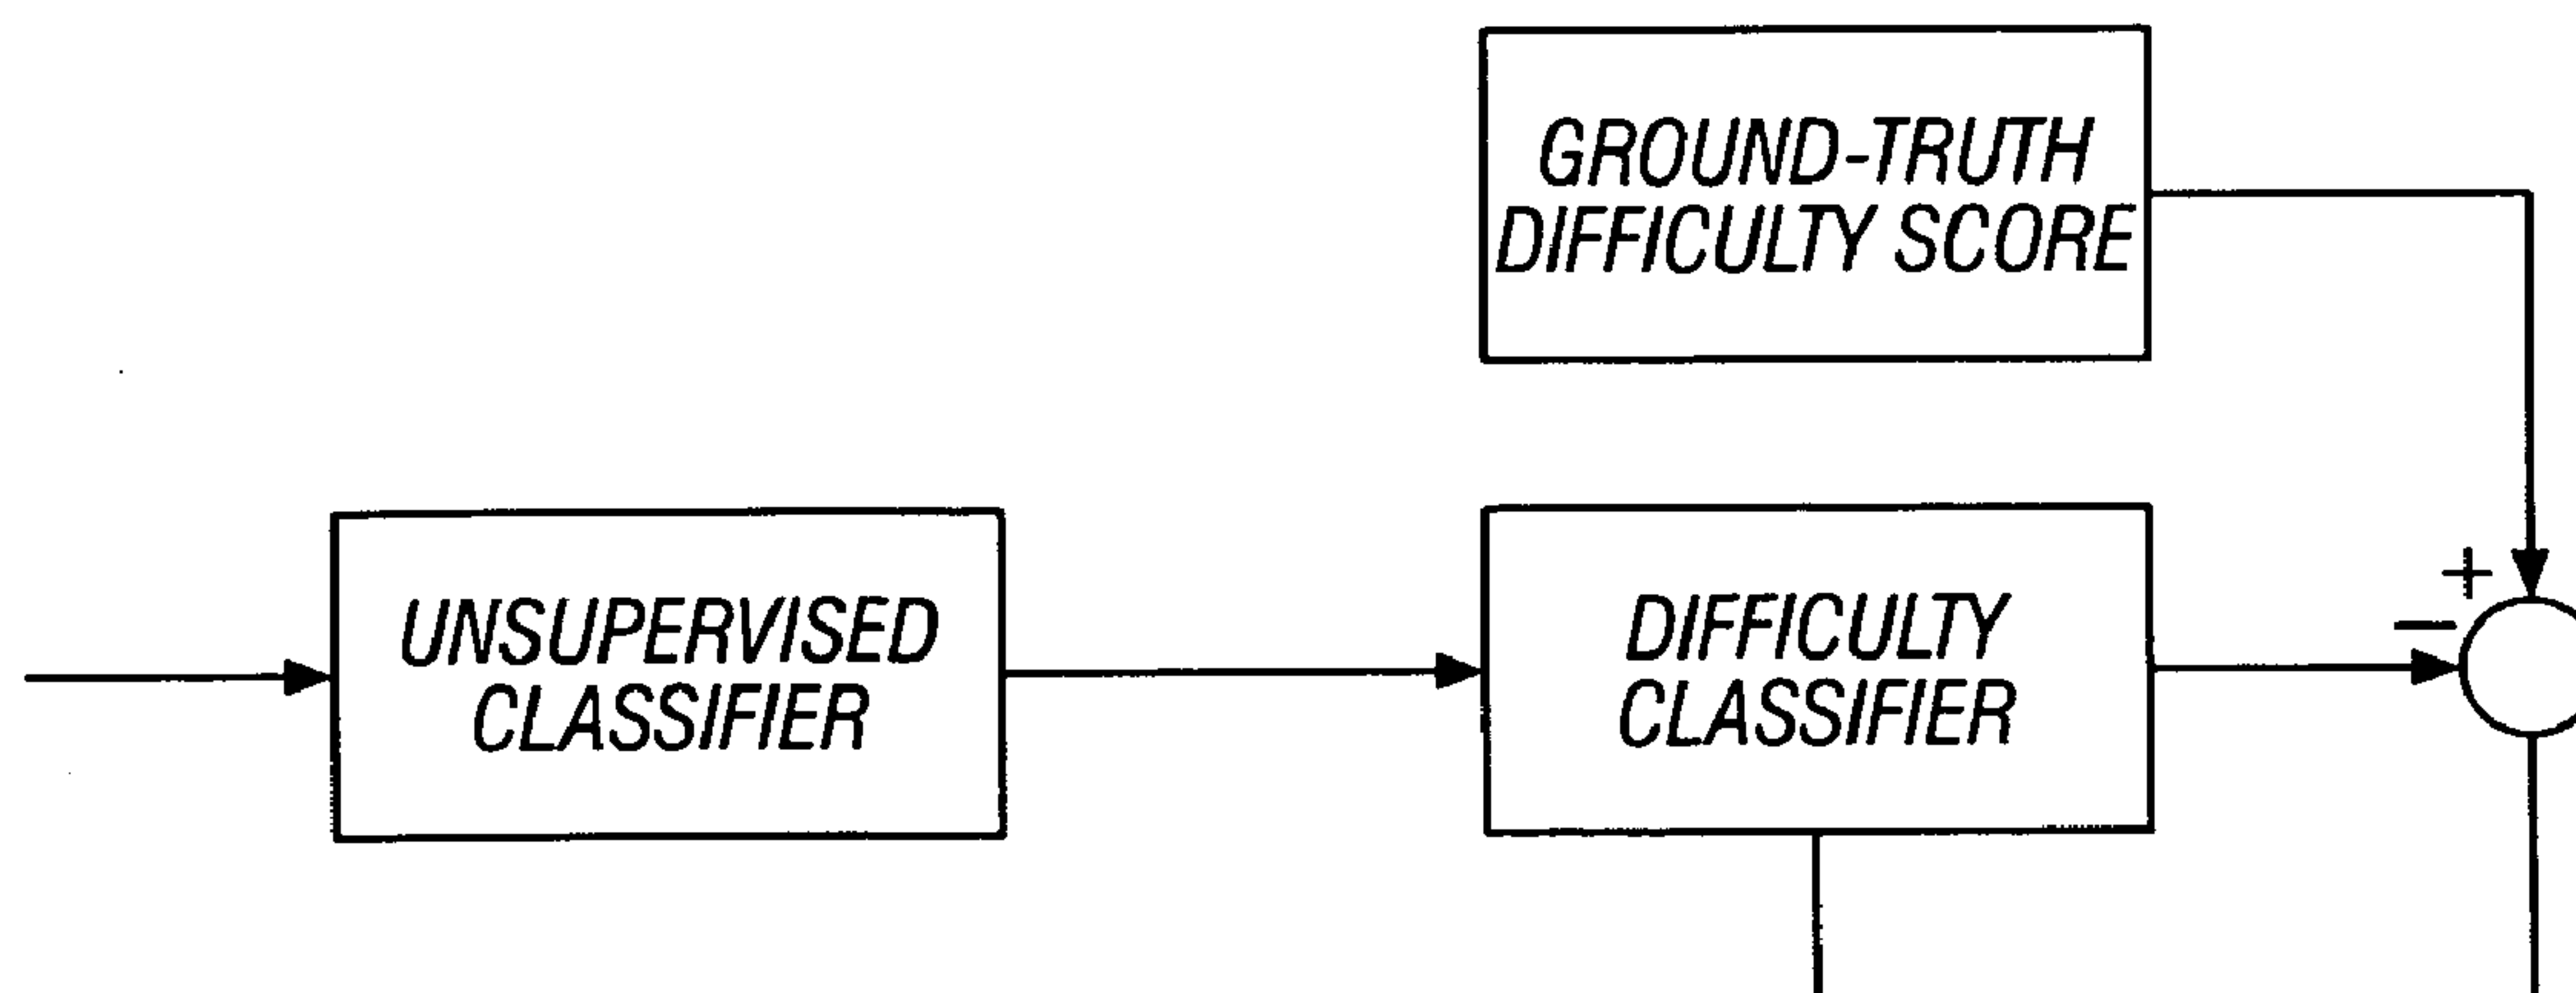 GROUND-TRUTH
DIFFICULTY SCORE
+
−
UNSUPERVISED
CLASSIFIER
DIFFICULTY
CLASSIFIER